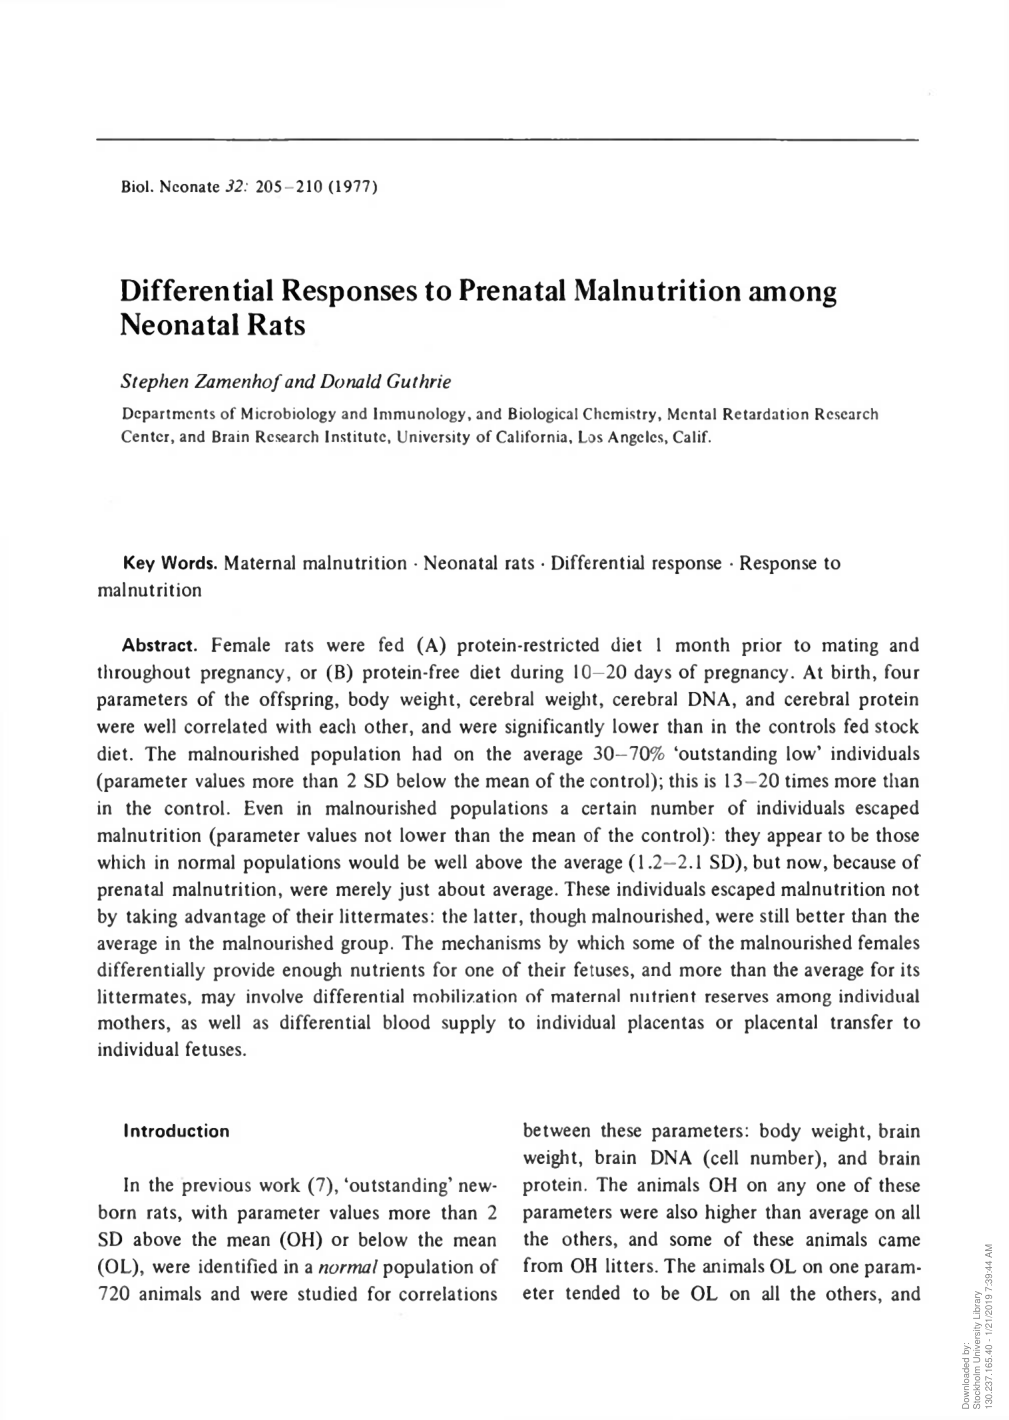 Biol. Neonate 32: 205–210 (1977)
Differential Responses to Prenatal Malnutrition among
Neonatal Rats
Stephen Zamenhof and Donald Guthrie
Departments of Microbiology and Immunology, and Biological Chemistry, Mental Retardation Research
Center, and Brain Research Institute, University of California, Los Angeles, Calif.
Key Words. Maternal malnutrition · Neonatal rats · Differential response · Response to
malnutrition
Abstract. Female rats were fed (A) protein-restricted diet 1 month prior to mating and
throughout pregnancy, or (B) protein-free diet during 10–20 days of pregnancy. At birth, four
parameters of the offspring, body weight, cerebral weight, cerebral DNA, and cerebral protein
were well correlated with each other, and were significantly lower than in the controls fed stock
diet. The malnourished population had on the average 30–70% ‘outstanding low’ individuals
(parameter values more than 2 SD below the mean of the control); this is 13–20 times more than
in the control. Even in malnourished populations a certain number of individuals escaped
malnutrition (parameter values not lower than the mean of the control): they appear to be those
which in normal populations would be well above the average (1.2–2.1 SD), but now, because of
prenatal malnutrition, were merely just about average. These individuals escaped malnutrition not
by taking advantage of their littermates: the latter, though malnourished, were still better than the
average in the malnourished group. The mechanisms by which some of the malnourished females
differentially provide enough nutrients for one of their fetuses, and more than the average for its
littermates, may involve differential mobilization of maternal nutrient reserves among individual
mothers, as well as differential blood supply to individual placentas or placental transfer to
individual fetuses.
Introduction
In the previous work (7), ‘outstanding’ new-
born rats, with parameter values more than 2
SD above the mean (OH) or below the mean
(OL), were identified in a normal population of
720 animals and were studied for correlations
between these parameters: body weight, brain
weight, brain DNA (cell number), and brain
protein. The animals OH on any one of these
parameters were also higher than average on all
the others, and some of these animals came
from OH litters. The animals OL on one param-
eter tended to be OL on all the others, and
Downloaded by:
Stockholm University Library
130.237.165.40 - 1/21/2019 7:39:44 AM